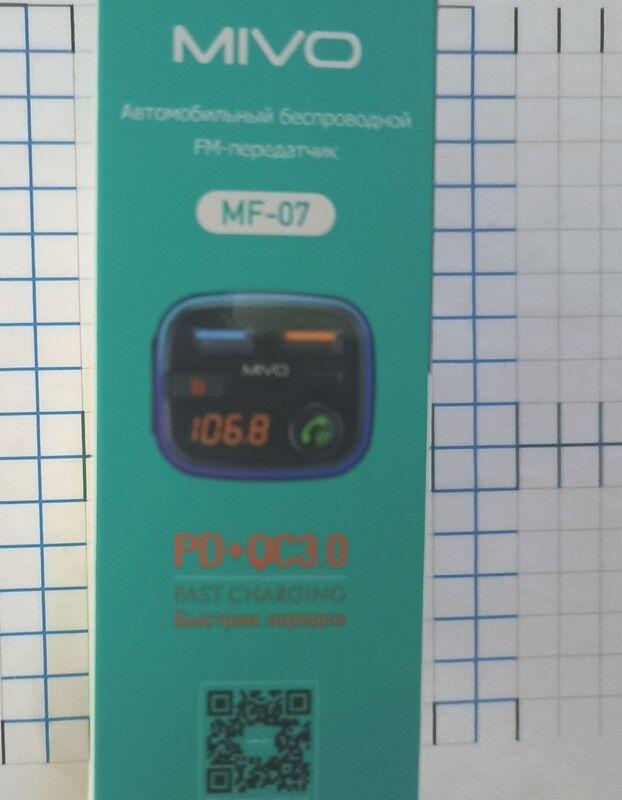 MIVO
Автомобильный беспроводной
FM-передатчик
MF-07
MIVO
106.8
PD+QC3.0
FAST CHARGING
Быстрая зарядка